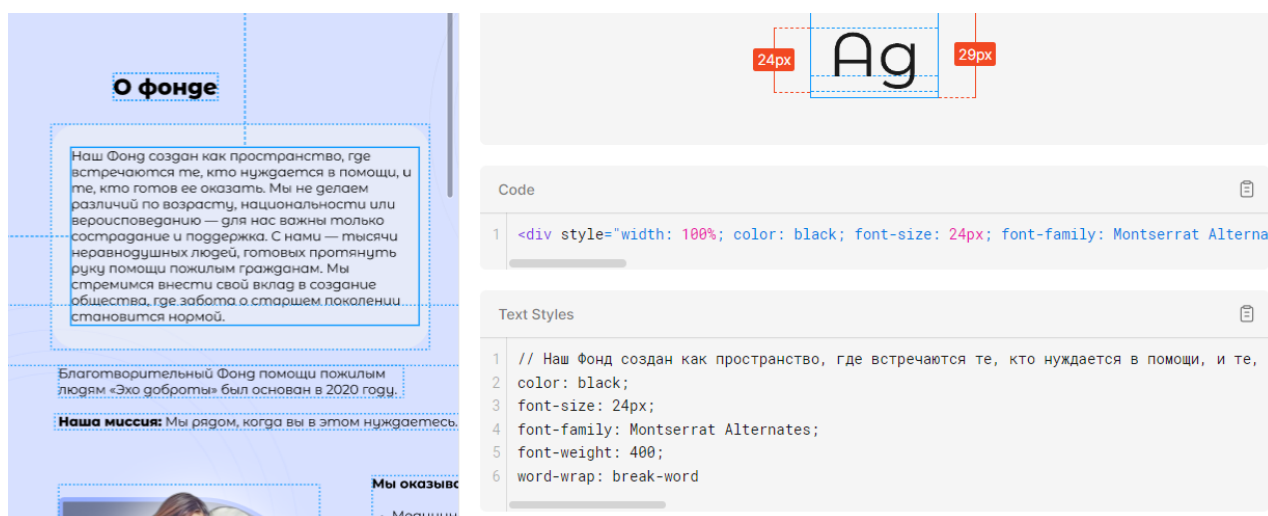 О фонде
Наш Фонд создан как пространство, где
встречаются те, кто нуждается в помощи, и
те, кто готов ее оказать. Мы не делаем
различий по возрасту, национальности или
вероисповеданию — для нас важны только
сострадание и поддержка. С нами — тысячи
неравнодушных людей, готовых протянуть
руку помощи пожилым гражданам. Мы
стремимся внести свой вклад в создание
общества, где забота о старшем поколении
становится нормой.
Благотворительный Фонд помощи пожилым
людям «Эхо доброты» был основан в 2020 году.
Наша миссия: Мы рядом, когда вы в этом нуждаетесь.
Мы оказыва
24px
Ag
29px
Code
1 <div style="width: 100%; color: black; font-size: 24px; font-family: Montserrat Alterna
Text Styles
1 // Наш Фонд создан как пространство, где встречаются те, кто нуждается в помощи, и те,
2 color: black;
3 font-size: 24px;
4 font-family: Montserrat Alternates;
5 font-weight: 400;
6 word-wrap: break-word